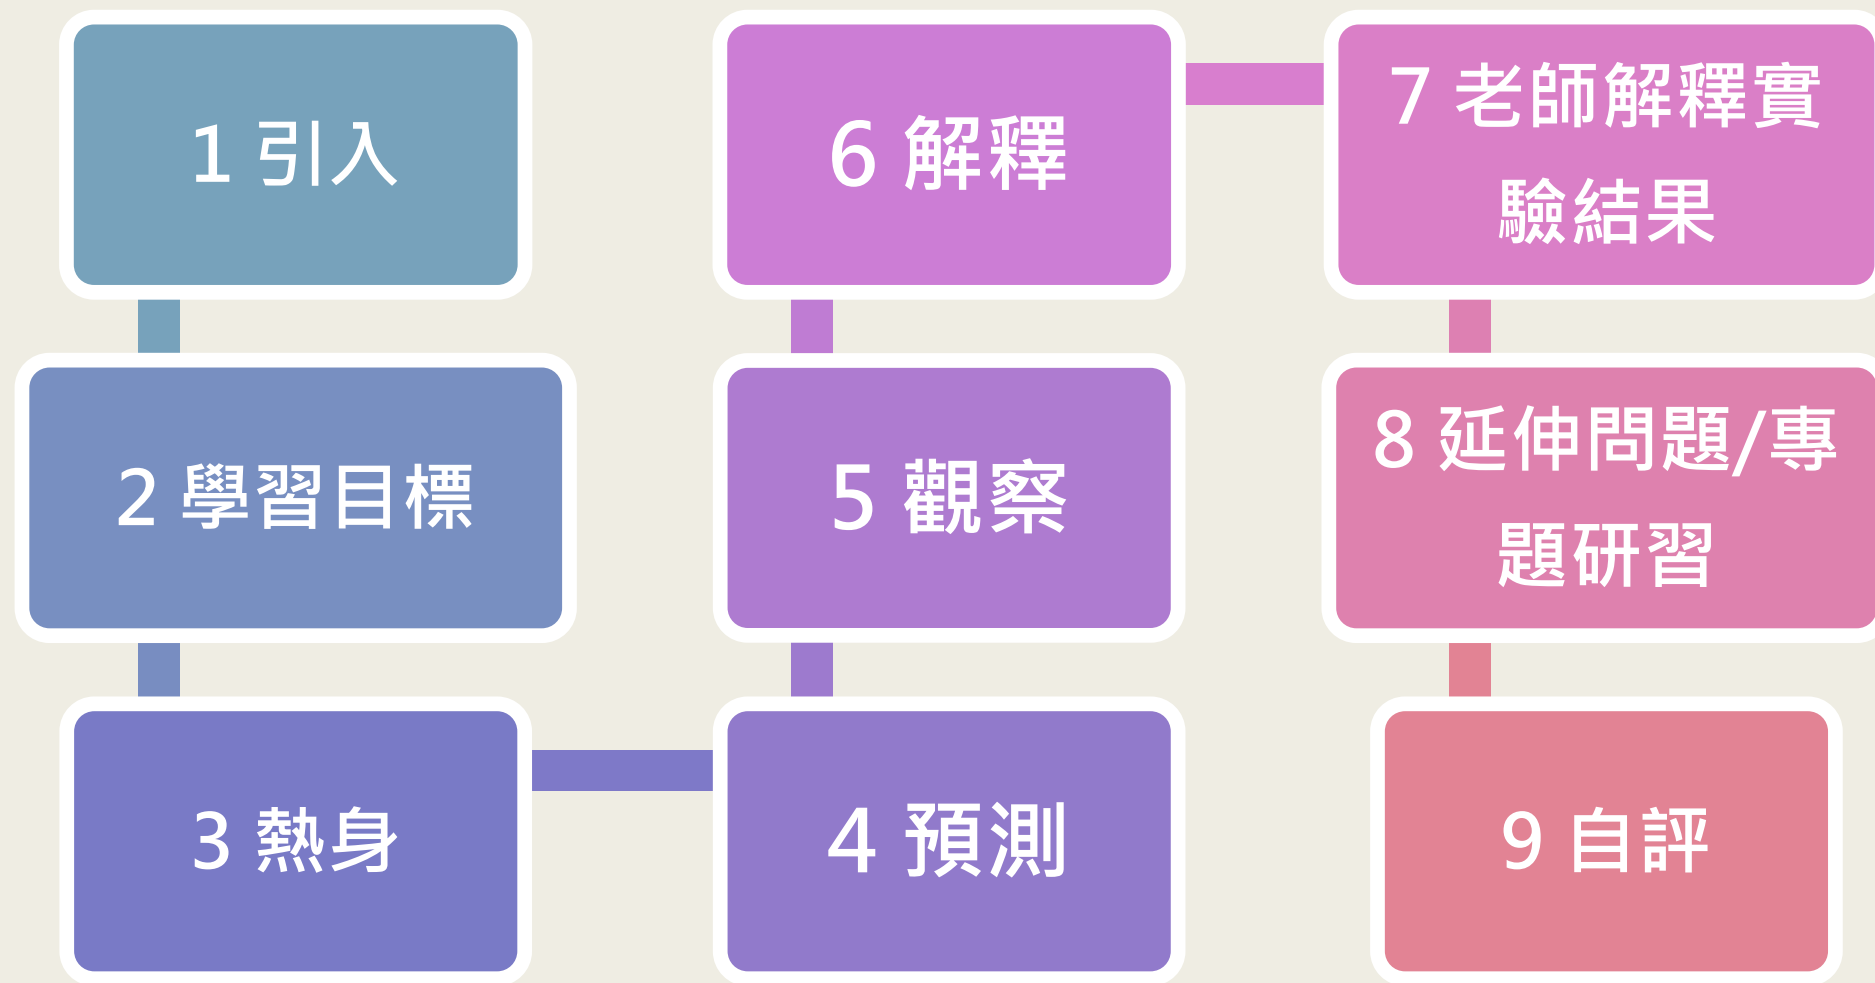 1 引入
2 學習目標
3 熱身
4 預測
5 觀察
6 解釋
7 老師解釋實
驗結果
8 延伸問題/專
題研習
9 自評